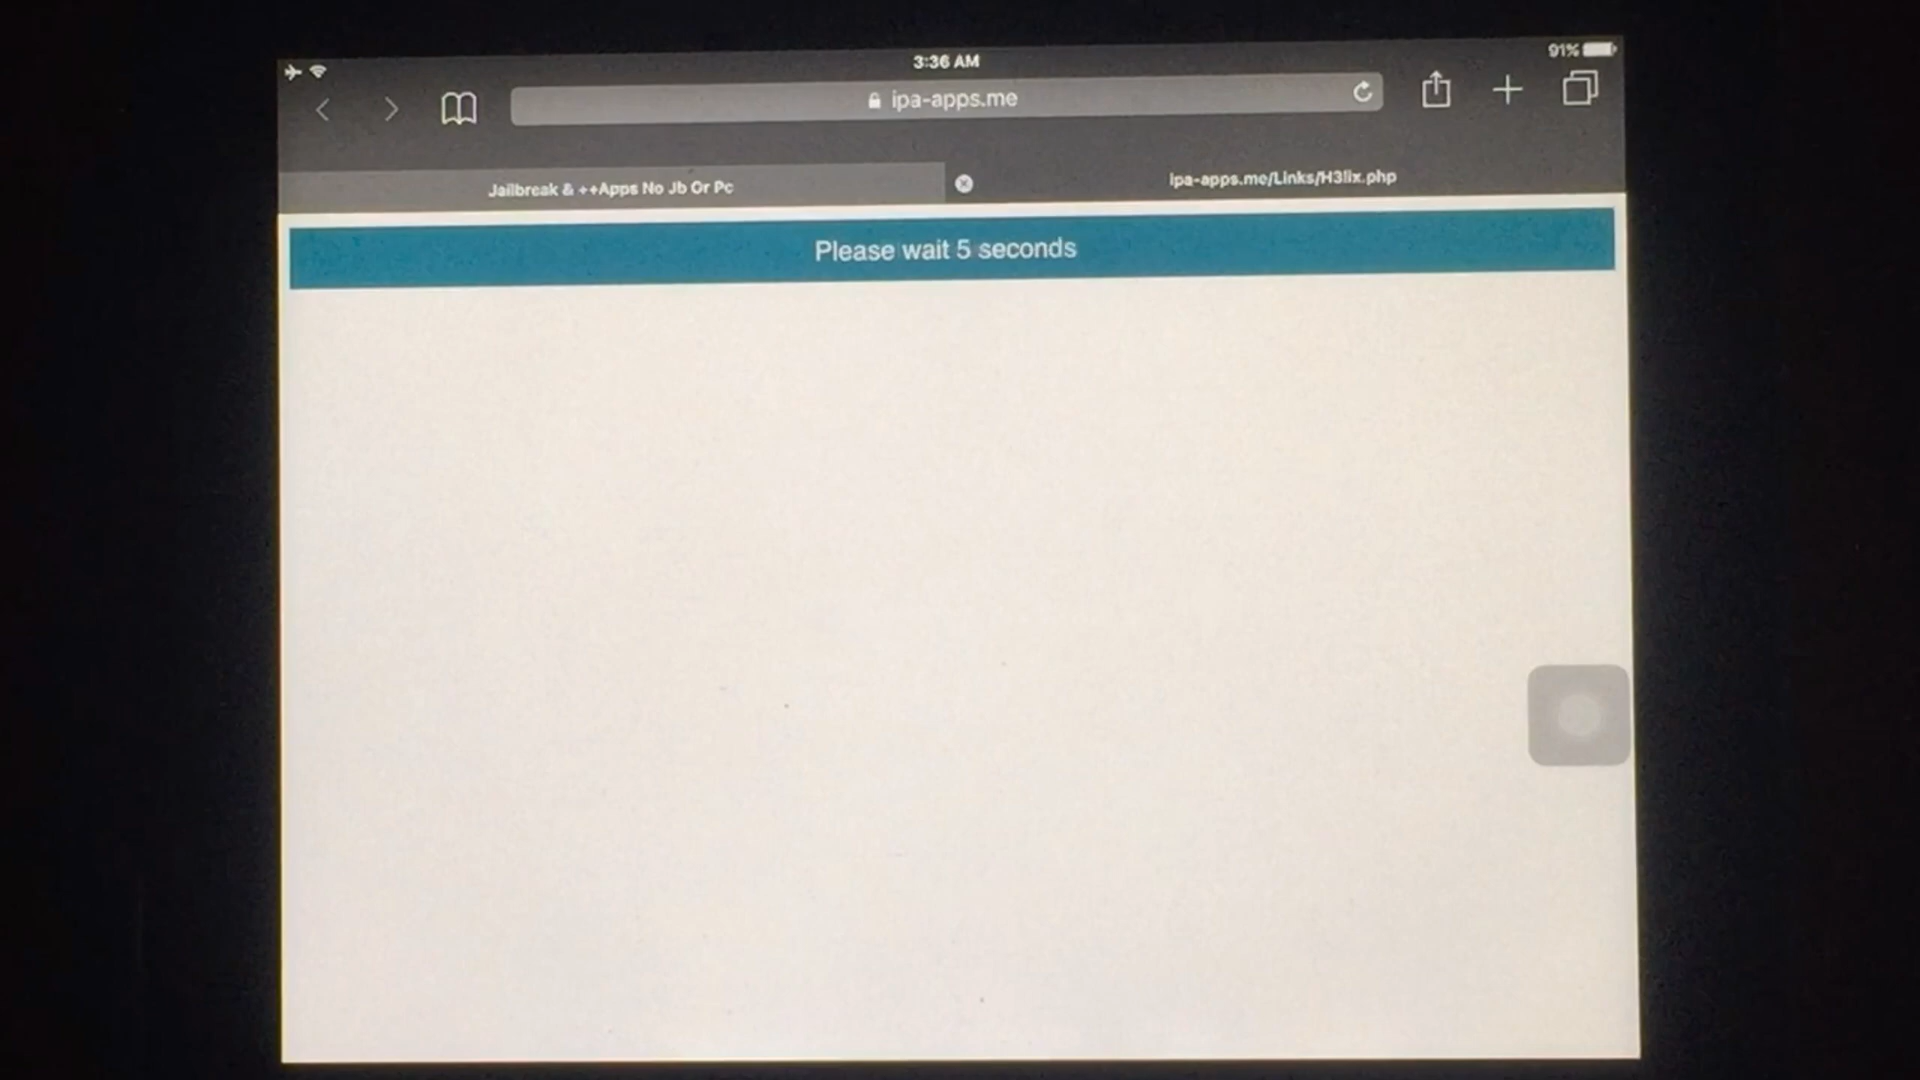 3:36 AM
91%
ipa-apps.me
Jailbreak & ++Apps No Jb Or Pc
ipa-apps.me/Links/H3lix.php
Please wait 5 seconds